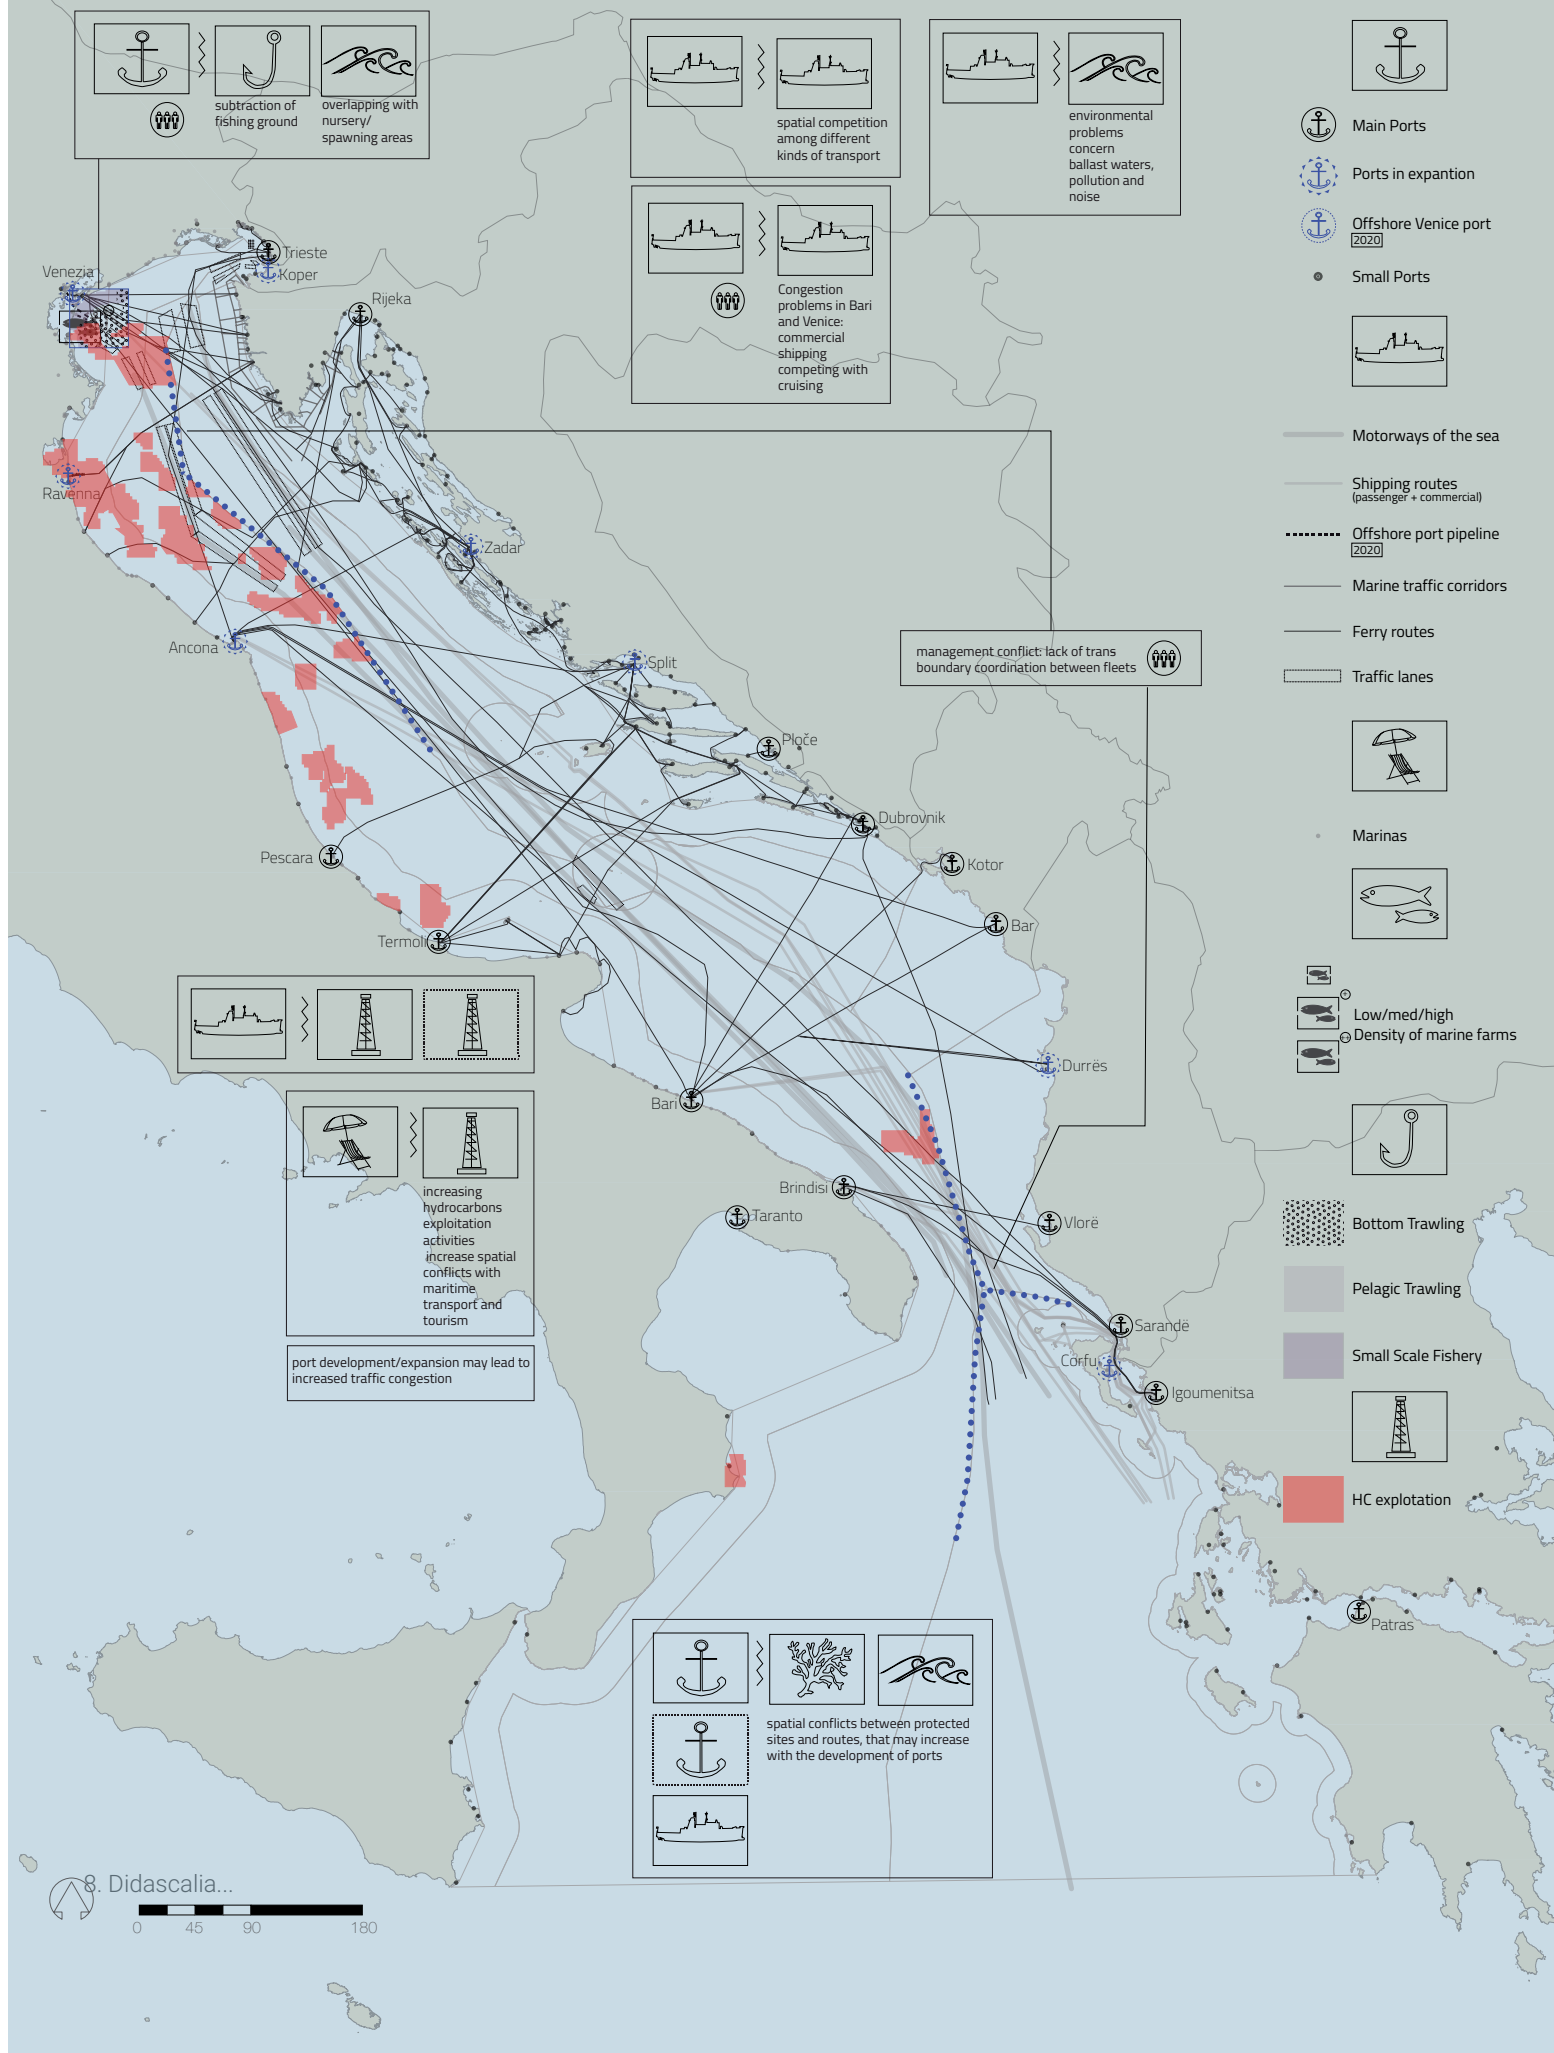 subtraction of
fishing ground
overlapping with
nursery/
spawning areas
spatial competition
among different
kinds of transport
environmental
problems
concern
ballast waters,
pollution and
noise
Congestion
problems in Bari
and Venice:
commercial
shipping
competing with
cruising
Main Ports
Ports in expantion
Offshore Venice port
2020
Small Ports
Motorways of the sea
Shipping routes
(passenger + commercial)
Offshore port pipeline
2020
Marine traffic corridors
Ferry routes
Traffic lanes
Marinas
Low/med/high
Density of marine farms
Bottom Trawling
Pelagic Trawling
Small Scale Fishery
HC explotation
Venezia
Trieste
Koper
Rijeka
Ravenna
Zadar
Ancona
Split
management conflict: lack of trans
boundary coordination between fleets
Ploče
Dubrovnik
Pescara
Kotor
Bar
Termoli
Durrës
Bari
Brindisi
Taranto
Vlorë
Sarandë
Corfu
Igoumenitsa
Patras
increasing
hydrocarbons
exploitation
activities
increase spatial
conflicts with
maritime
transport and
tourism
port development/expansion may lead to
increased traffic congestion
spatial conflicts between protected
sites and routes, that may increase
with the development of ports
8. Didascalia...
0 45 90 180